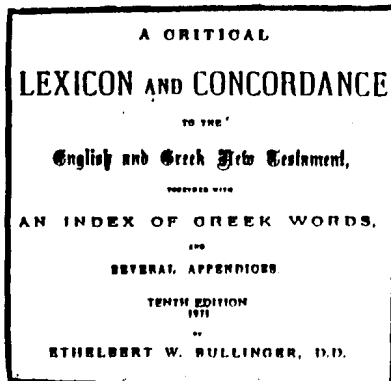 A CRITICAL
LEXICON AND CONCORDANCE
TO THE
English and Greek New Testament,
TOGETHER WITH
AN INDEX OF GREEK WORDS,
AND
SEVERAL APPENDICES
TENTH EDITION
1971
BY
ETHELBERT W. BULLINGER, D.D.